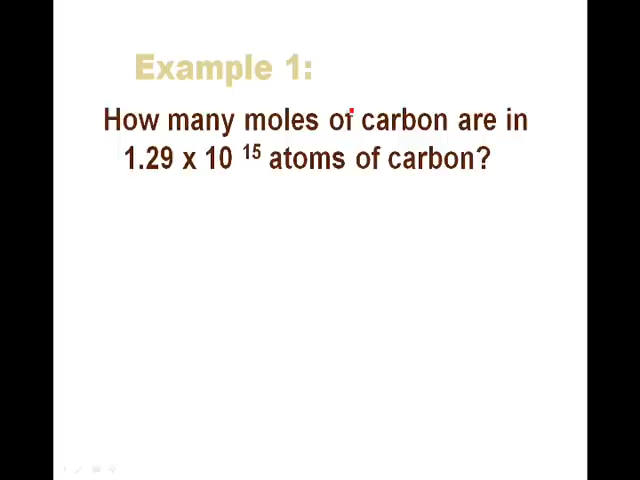 Example 1:
How many moles of carbon are in
1.29 x 10 ¹⁵ atoms of carbon?